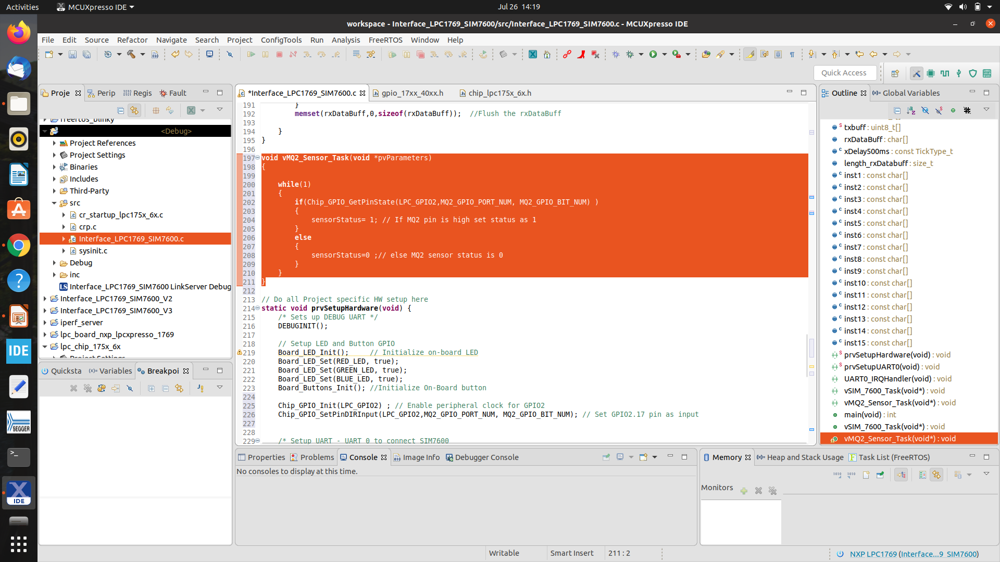 Activities
MCUXpresso IDE
Jul 26 14:19
workspace - Interface_LPC1769_SIM7600/src/Interface_LPC1769_SIM7600.c - MCUXpresso IDE
File Edit Source Refactor Navigate Search Project ConfigTools Run Analysis FreeRTOS Window Help
Quick Access
Proje Perip Regis Fault
freertos_blinky
<Debug>
Project References
Project Settings
Binaries
Includes
Third-Party
src
cr_startup_lpc175x_6x.c
crp.c
Interface_LPC1769_SIM7600.c
sysinit.c
Debug
inc
Interface_LPC1769_SIM7600 LinkServer Debug
Interface_LPC1769_SIM7600_V2
Interface_LPC1769_SIM7600_V3
iperf_server
lpc_board_nxp_lpcxpresso_1769
lpc_chip_175x_6x
Project Settings
Quicksta Variables Breakpoi
*Interface_LPC1769_SIM7600.c gpio_17xx_40xx.h chip_lpc175x_6x.h
191 }
192 memset(rxDataBuff,0,sizeof(rxDataBuff)); //Flush the rxDataBuff
193
194 }
195 }
196
197 void vMQ2_Sensor_Task(void *pvParameters)
198 {
199
200 while(1)
201 {
202 if(Chip_GPIO_GetPinState(LPC_GPIO2,MQ2_GPIO_PORT_NUM, MQ2_GPIO_BIT_NUM) )
203 {
204 sensorStatus= 1; // If MQ2 pin is high set status as 1
205 }
206 else
207 {
208 sensorStatus=0 ;// else MQ2 sensor status is 0
209 }
210 }
211 }
212
213 // Do all Project specific HW setup here
214 static void prvSetupHardware(void) {
215 /* Sets up DEBUG UART */
216 DEBUGINIT();
217
218 // Setup LED and Button GPIO
219 Board_LED_Init(); // Initialize on-board LED
220 Board_LED_Set(RED_LED, true);
221 Board_LED_Set(GREEN_LED, true);
222 Board_LED_Set(BLUE_LED, true);
223 Board_Buttons_Init(); //Initialize On-Board button
224
225 Chip_GPIO_Init(LPC_GPIO2) ; // Enable peripheral clock for GPIO2
226 Chip_GPIO_SetPinDIRInput(LPC_GPIO2,MQ2_GPIO_PORT_NUM, MQ2_GPIO_BIT_NUM); // Set GPIO2.17 pin as input
227
228
229 /* Setup UART - UART 0 to connect SIM7600
Outline Global Variables
txbuff : uint8_t[]
rxDataBuff : char[]
xDelay500ms : const TickType_t
length_rxDatabuff : size_t
inst1 : const char[]
inst2 : const char[]
inst3 : const char[]
inst4 : const char[]
inst5 : const char[]
inst6 : const char[]
inst7 : const char[]
inst8 : const char[]
inst9 : const char[]
inst10 : const char[]
inst11 : const char[]
inst12 : const char[]
inst13 : const char[]
inst14 : const char[]
inst15 : const char[]
prvSetupHardware(void) : void
prvSetupUART0(void) : void
UART0_IRQHandler(void) : void
vSIM_7600_Task(void*) : void
vMQ2_Sensor_Task(void*) : void
main(void) : int
vSIM_7600_Task(void*) : void
vMQ2_Sensor_Task(void*) : void
Properties Problems Console Image Info Debugger Console
No consoles to display at this time.
Memory Heap and Stack Usage Task List (FreeRTOS)
Monitors
Writable Smart Insert 211 : 2
NXP LPC1769 (Interface...9_SIM7600)
IDE
SEGGER
IDE